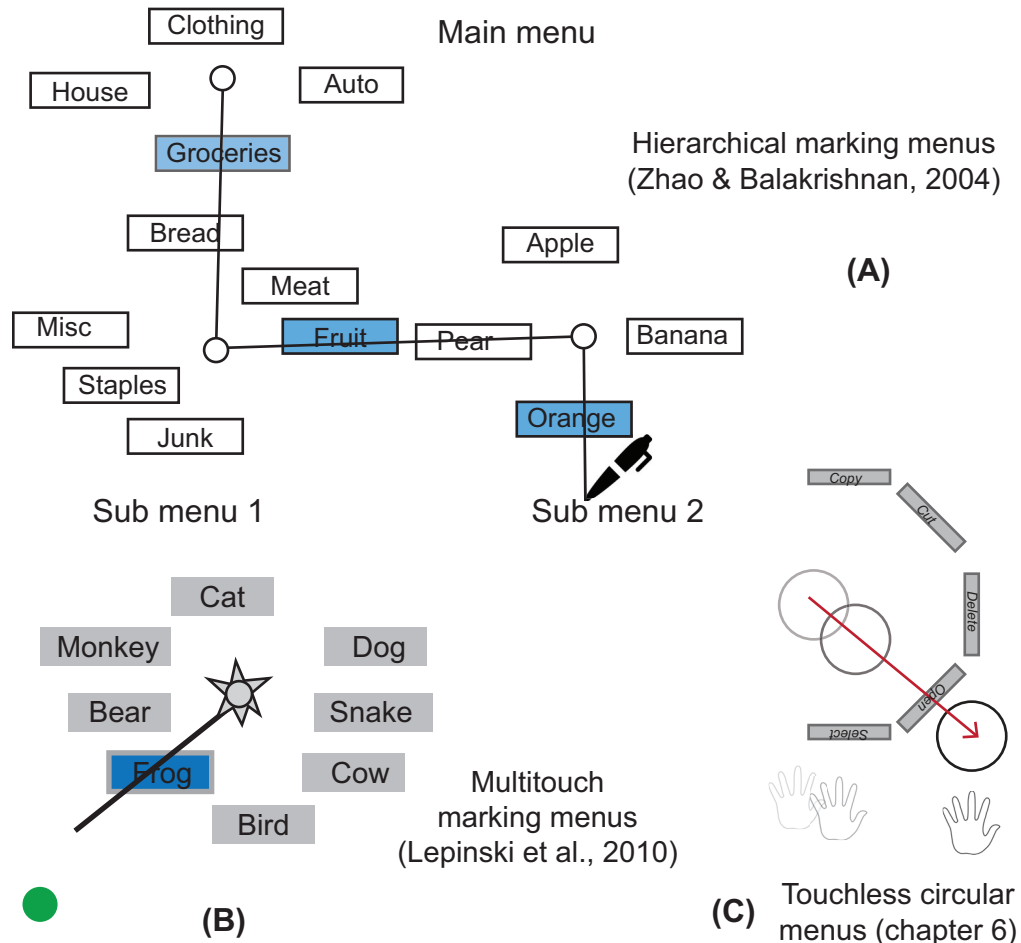 Clothing
Main menu
House
Auto
Groceries
Hierarchical marking menus
(Zhao & Balakrishnan, 2004)
Bread
Apple
(A)
Meat
Misc
Fruit
Pear
Banana
Staples
Orange
Junk
Sub menu 1
Sub menu 2
Copy
Cut
Delete
Open
Select
Cat
Monkey
Dog
Bear
Snake
Frog
Cow
Bird
Multitouch
marking menus
(Lepinski et al., 2010)
(B)
(C)
Touchless circular
menus (chapter 6)